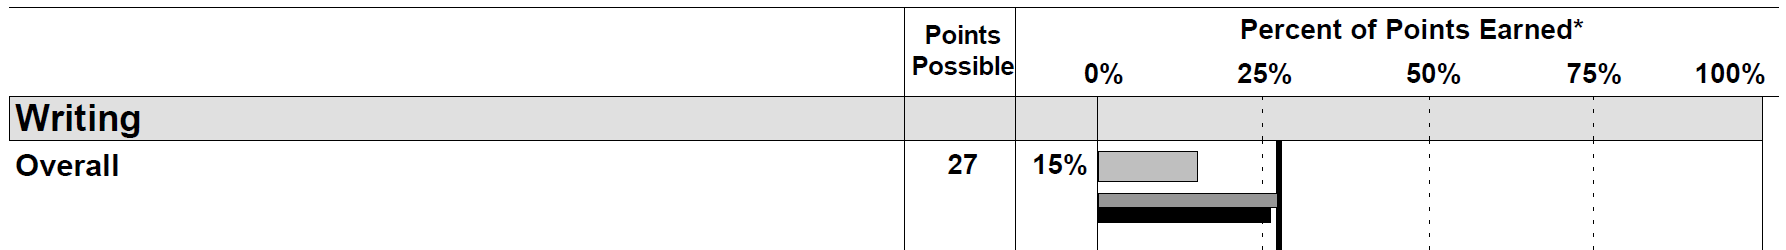 Points
Possible
Percent of Points Earned*
0% 25% 50% 75% 100%
Writing
Overall 27 15%